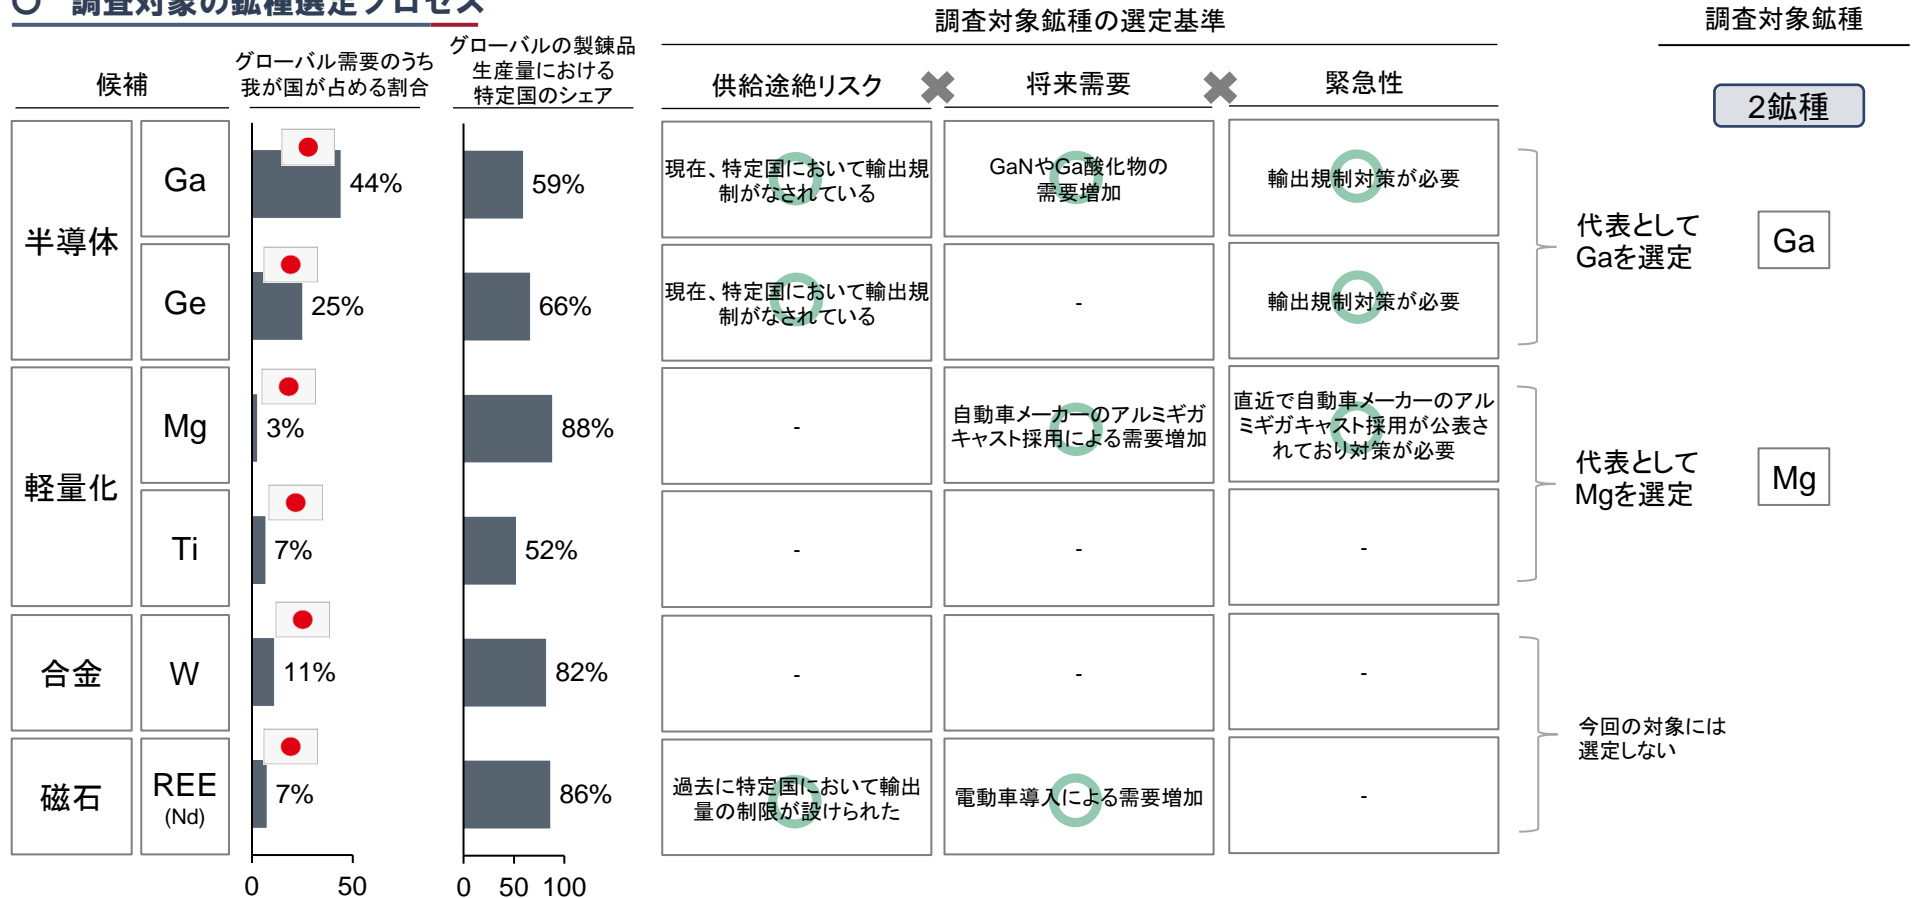 調査対象の鉱種選定プロセス
調査対象鉱種の選定基準
調査対象鉱種
候補
グローバル需要のうち
我が国が占める割合
グローバルの製錬品
生産量における
特定国のシェア
供給途絶リスク
将来需要
緊急性
2鉱種
半導体
Ga
44%
59%
現在、特定国において輸出規
制がなされている
GaNやGa酸化物の
需要増加
輸出規制対策が必要
Ge
25%
66%
現在、特定国において輸出規
制がなされている
-
輸出規制対策が必要
代表として
Gaを選定
Ga
軽量化
Mg
3%
88%
-
自動車メーカーのアルミギガ
キャスト採用による需要増加
直近で自動車メーカーのアル
ミギガキャスト採用が公表さ
れており対策が必要
Ti
7%
52%
-
-
-
代表として
Mgを選定
Mg
合金
W
11%
82%
-
-
-
磁石
REE
(Nd)
7%
86%
過去に特定国において輸出
量の制限が設けられた
電動車導入による需要増加
-
今回の対象には
選定しない
0
50
0
50
100